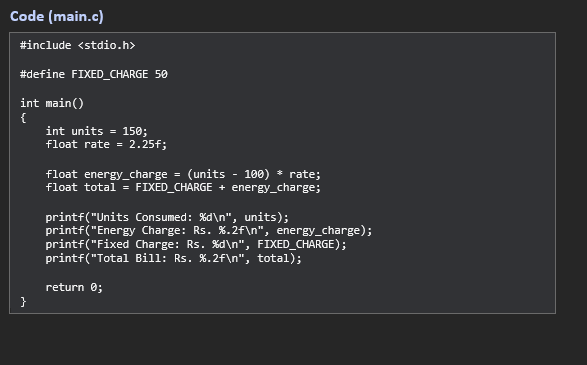 Code (main.c)
#include <stdio.h>
#define FIXED_CHARGE 50
int main()
{
    int units = 150;
    float rate = 2.25f;
    float energy_charge = (units - 100) * rate;
    float total = FIXED_CHARGE + energy_charge;
    printf("Units Consumed: %d\n", units);
    printf("Energy Charge: Rs. %.2f\n", energy_charge);
    printf("Fixed Charge: Rs. %d\n", FIXED_CHARGE);
    printf("Total Bill: Rs. %.2f\n", total);
    return 0;
}